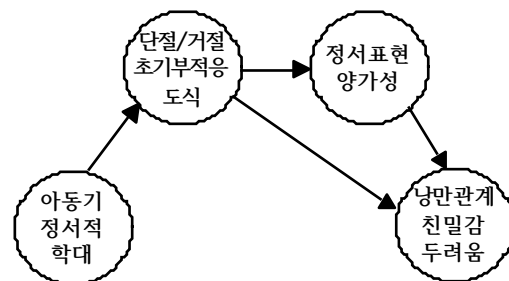 단절/거절
초기부적응
도식
정서표현
양가성
아동기
정서적
학대
낭만관계
친밀감
두려움